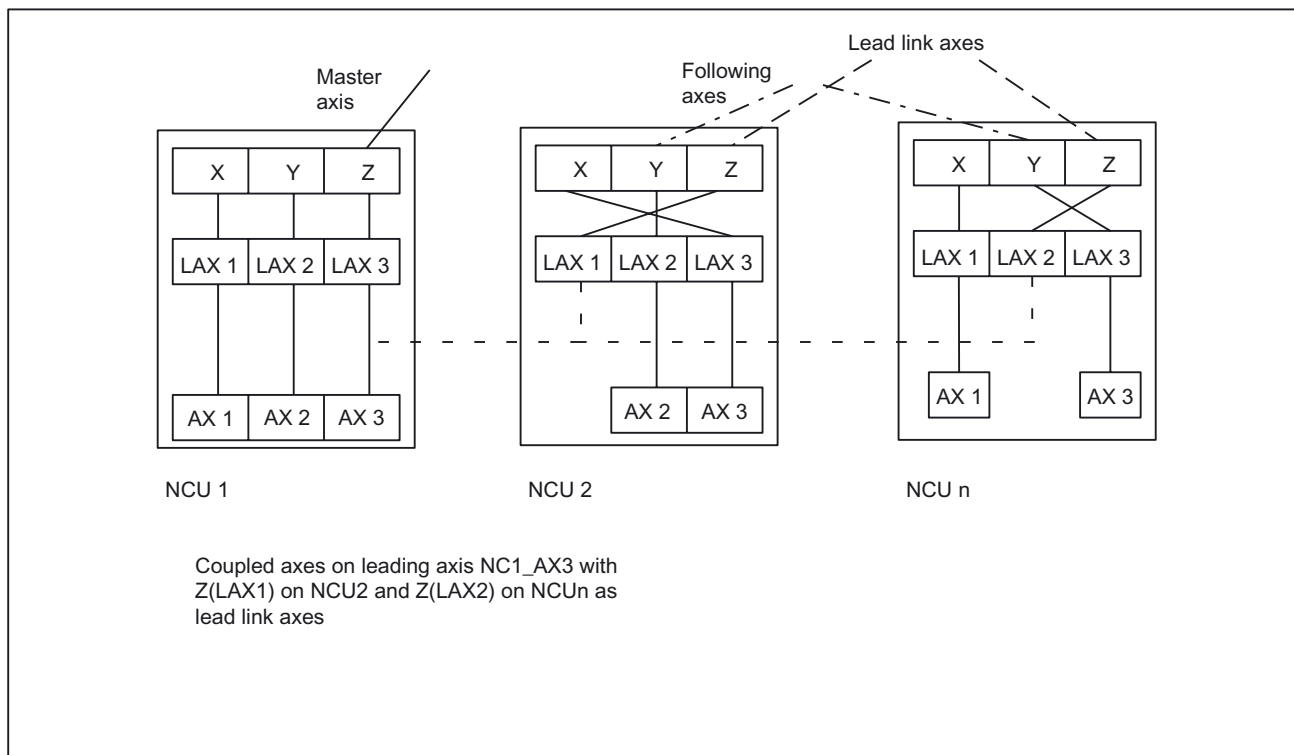 Lead link axes
Master
axis
Following
axes
X Y Z
X Y Z
X Y Z
LAX 1 LAX 2 LAX 3
LAX 1 LAX 2 LAX 3
LAX 1 LAX 2 LAX 3
AX 1 AX 2 AX 3
AX 2 AX 3
AX 1 AX 3
NCU 1
NCU 2
NCU n
Coupled axes on leading axis NC1_AX3 with
Z(LAX1) on NCU2 and Z(LAX2) on NCUn as
lead link axes